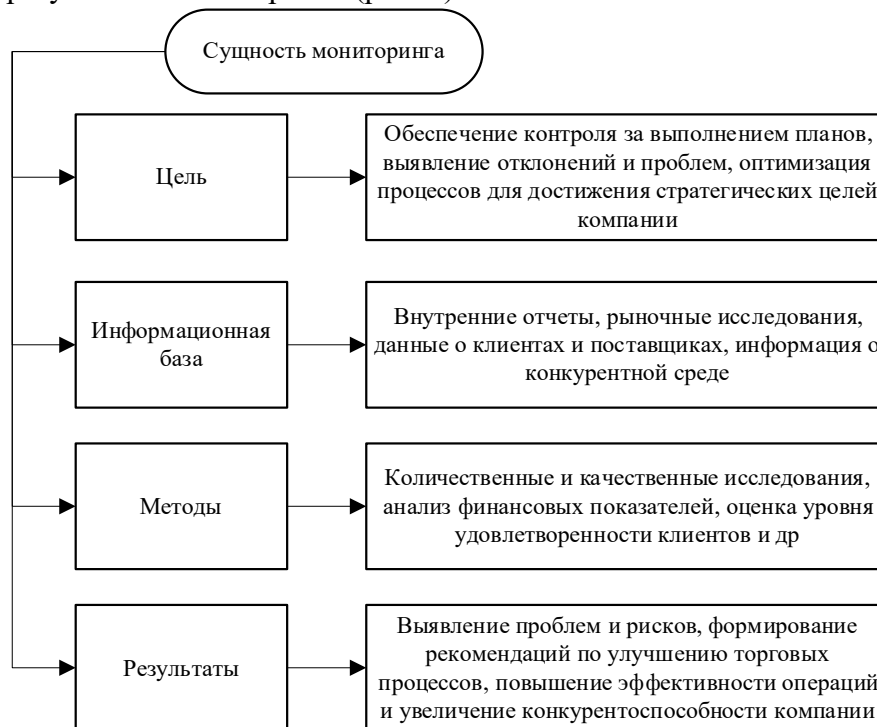 Сущность мониторинга
Цель
Обеспечение контроля за выполнением планов,
выявление отклонений и проблем, оптимизация
процессов для достижения стратегических целей
компании
Информационная
база
Внутренние отчеты, рыночные исследования,
данные о клиентах и поставщиках, информация о
конкурентной среде
Методы
Количественные и качественные исследования,
анализ финансовых показателей, оценка уровня
удовлетворенности клиентов и др
Результаты
Выявление проблем и рисков, формирование
рекомендаций по улучшению торговых
процессов, повышение эффективности операций
и увеличение конкурентоспособности компании